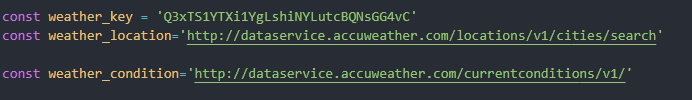 const weather_key = 'Q3xTS1YTXi1YgLshiNYLutcBQNsGG4vC'
const weather_location='http://dataservice.accuweather.com/locations/v1/cities/search'
const weather_condition='http://dataservice.accuweather.com/currentconditions/v1/'